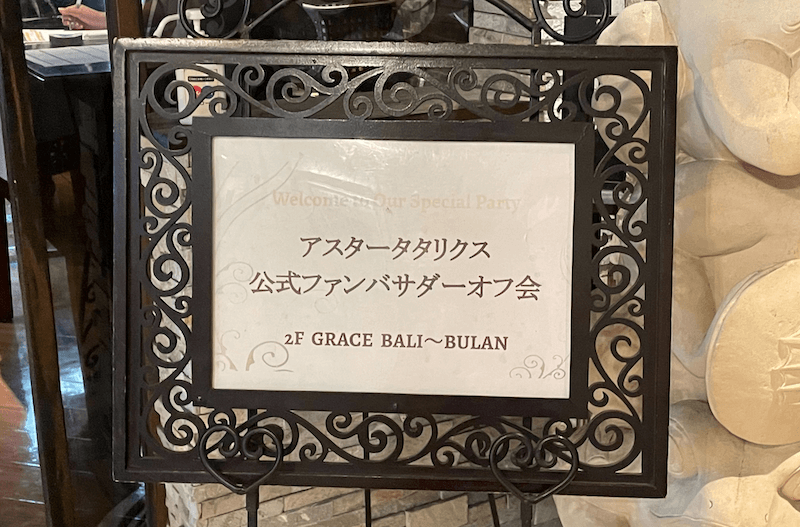 Welcome to Our Special Party
アスタータタリクス
公式ファンバサダーオフ会
2F GRACE BALI〜BULAN